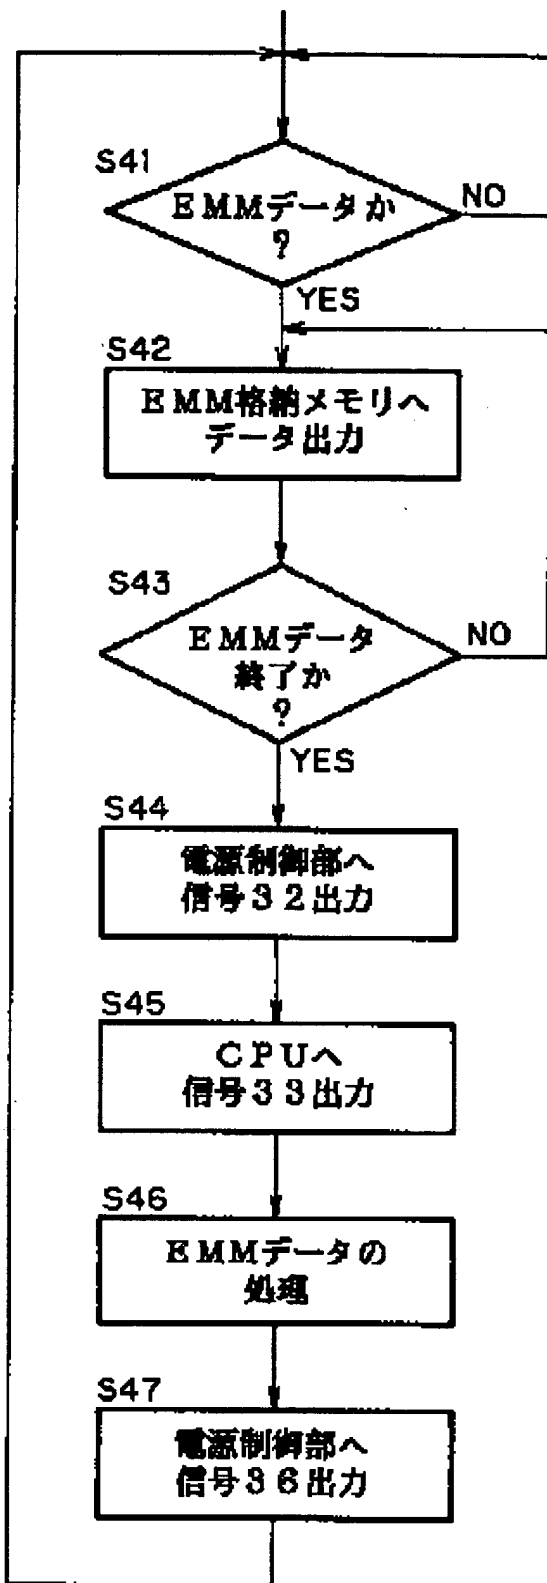 S41
EMMデータか
?
NO
YES
S42
EMM格納メモリへ
データ出力
S43
EMMデータ
終了か
?
NO
YES
S44
電源制御部へ
信号32出力
S45
CPUへ
信号33出力
S46
EMMデータの
処理
S47
電源制御部へ
信号36出力